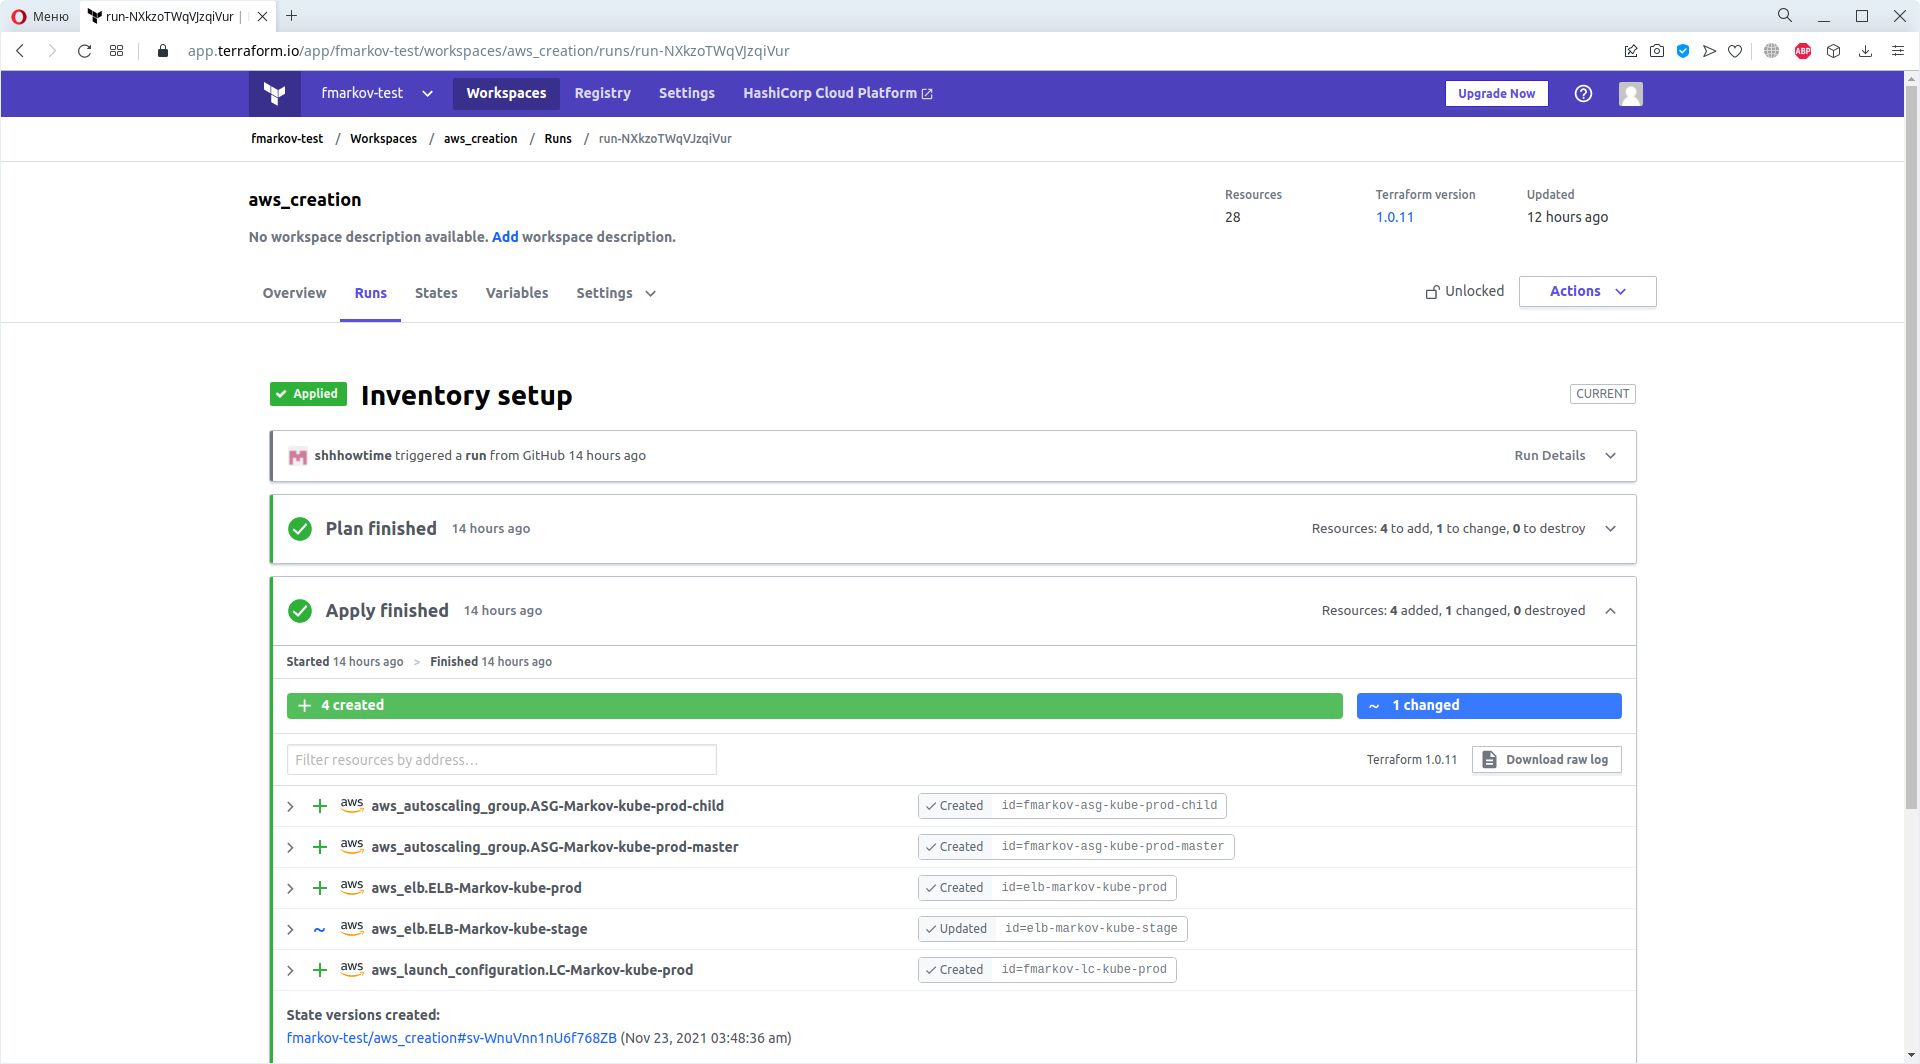 Меню
run-NXkzoTWqVJzqiVur |
app.terraform.io/app/fmarkov-test/workspaces/aws_creation/runs/run-NXkzoTWqVJzqiVur
ABP
fmarkov-test
Workspaces
Registry
Settings
HashiCorp Cloud Platform
Upgrade Now
fmarkov-test / Workspaces / aws_creation / Runs / run-NXkzoTWqVJzqiVur
aws_creation
Resources
28
Terraform version
1.0.11
Updated
12 hours ago
No workspace description available. Add workspace description.
Overview
Runs
States
Variables
Settings
Unlocked
Actions
Applied
Inventory setup
CURRENT
shhhowtime triggered a run from GitHub 14 hours ago
Run Details
Plan finished 14 hours ago
Resources: 4 to add, 1 to change, 0 to destroy
Apply finished 14 hours ago
Resources: 4 added, 1 changed, 0 destroyed
Started 14 hours ago > Finished 14 hours ago
+ 4 created
~ 1 changed
Filter resources by address…
Terraform 1.0.11
Download raw log
+ aws aws_autoscaling_group.ASG-Markov-kube-prod-child Created id=fmarkov-asg-kube-prod-child
+ aws aws_autoscaling_group.ASG-Markov-kube-prod-master Created id=fmarkov-asg-kube-prod-master
+ aws aws_elb.ELB-Markov-kube-prod Created id=elb-markov-kube-prod
~ aws aws_elb.ELB-Markov-kube-stage Updated id=elb-markov-kube-stage
+ aws aws_launch_configuration.LC-Markov-kube-prod Created id=fmarkov-lc-kube-prod
State versions created:
fmarkov-test/aws_creation#sv-WnuVnn1nU6f768ZB (Nov 23, 2021 03:48:36 am)